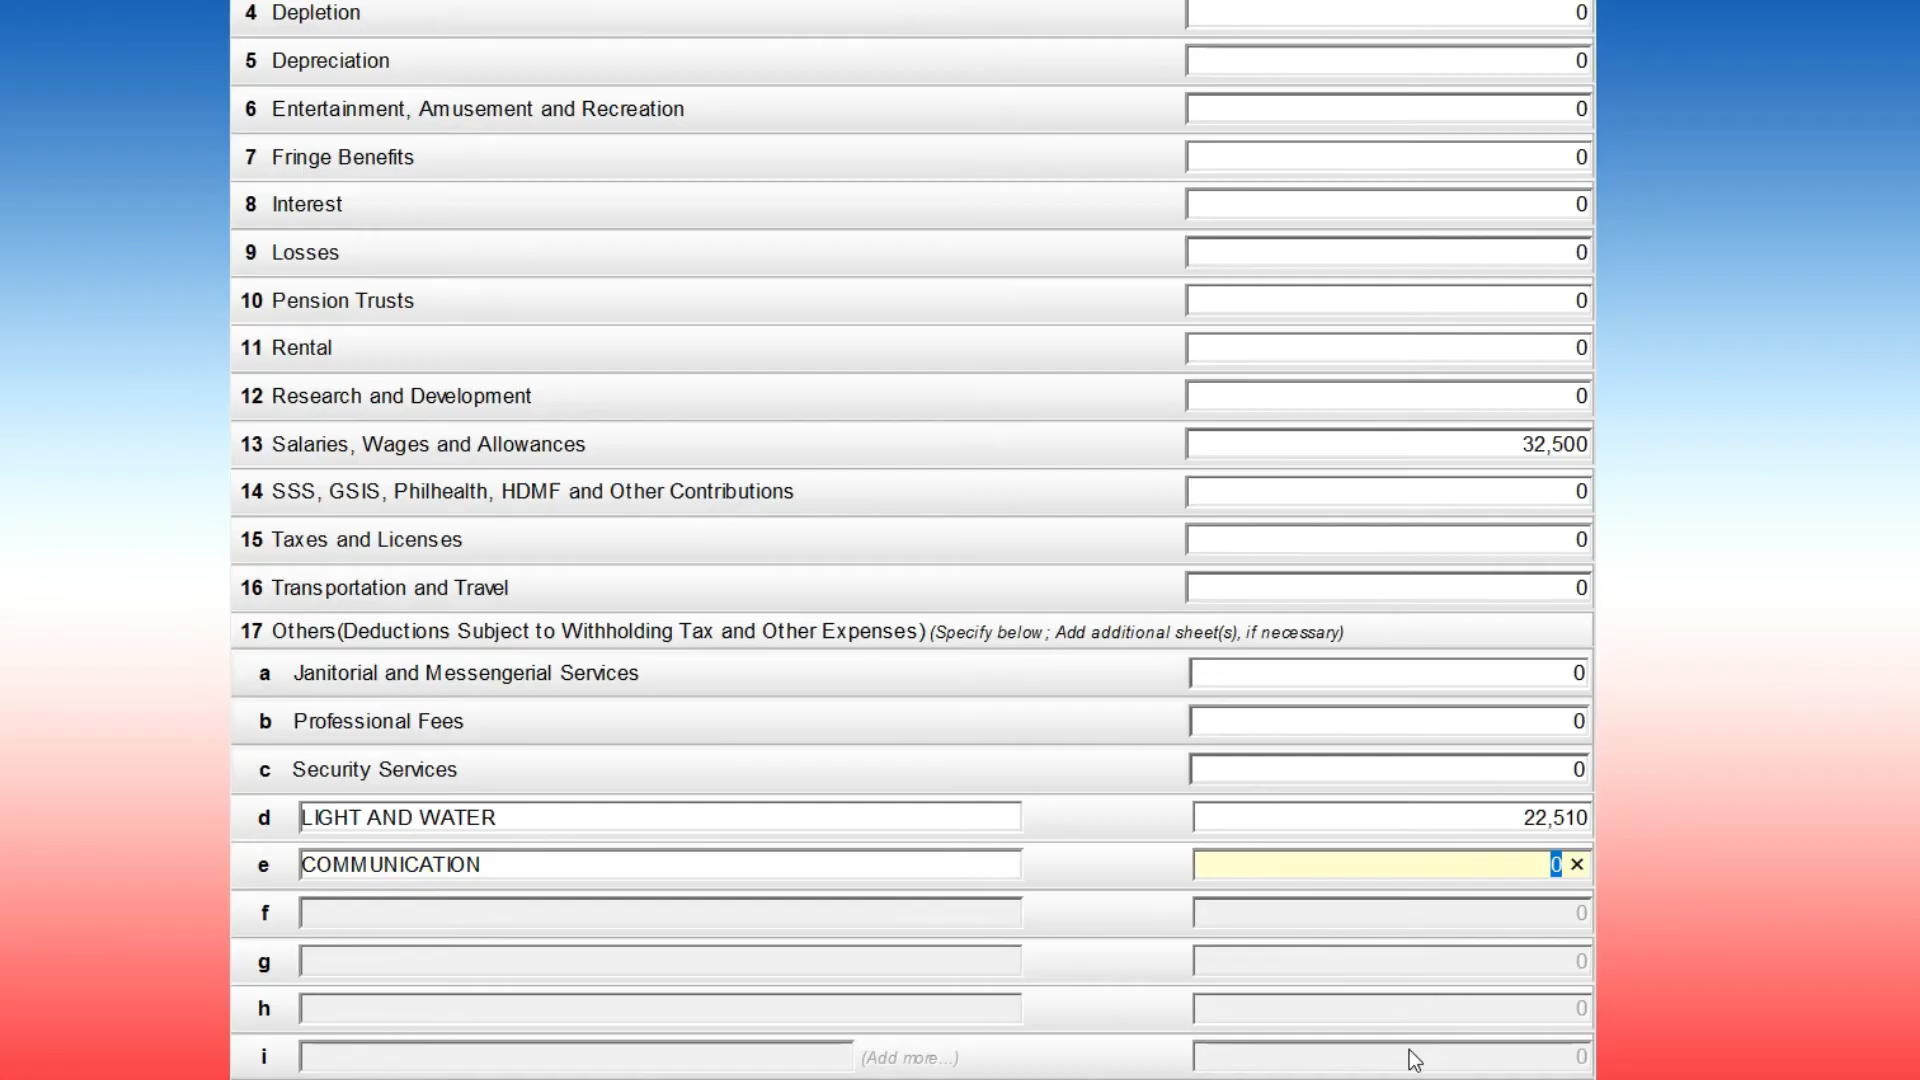 4 Depletion 0
5 Depreciation 0
6 Entertainment, Amusement and Recreation 0
7 Fringe Benefits 0
8 Interest 0
9 Losses 0
10 Pension Trusts 0
11 Rental 0
12 Research and Development 0
13 Salaries, Wages and Allowances 32,500
14 SSS, GSIS, Philhealth, HDMF and Other Contributions 0
15 Taxes and Licenses 0
16 Transportation and Travel 0
17 Others(Deductions Subject to Withholding Tax and Other Expenses) (Specify below; Add additional sheet(s), if necessary)
a Janitorial and Messengerial Services 0
b Professional Fees 0
c Security Services 0
d LIGHT AND WATER 22,510
e COMMUNICATION 0
f 0
g 0
h 0
i (Add more...) 0